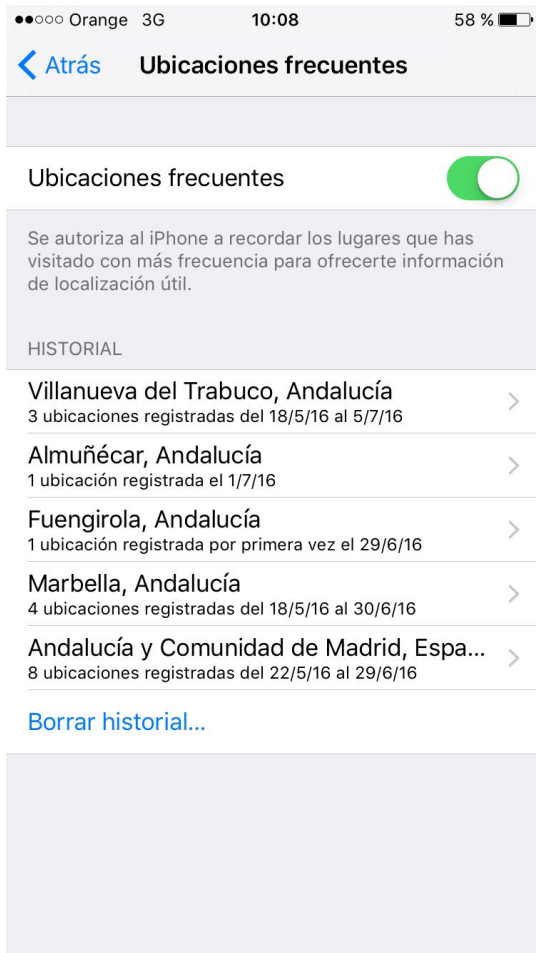 Orange 3G 10:08 58 %
Atrás Ubicaciones frecuentes
Ubicaciones frecuentes
Se autoriza al iPhone a recordar los lugares que has
visitado con más frecuencia para ofrecerte información
de localización útil.
HISTORIAL
Villanueva del Trabuco, Andalucía
3 ubicaciones registradas del 18/5/16 al 5/7/16
Almuñécar, Andalucía
1 ubicación registrada el 1/7/16
Fuengirola, Andalucía
1 ubicación registrada por primera vez el 29/6/16
Marbella, Andalucía
4 ubicaciones registradas del 18/5/16 al 30/6/16
Andalucía y Comunidad de Madrid, Espa...
8 ubicaciones registradas del 22/5/16 al 29/6/16
Borrar historial...